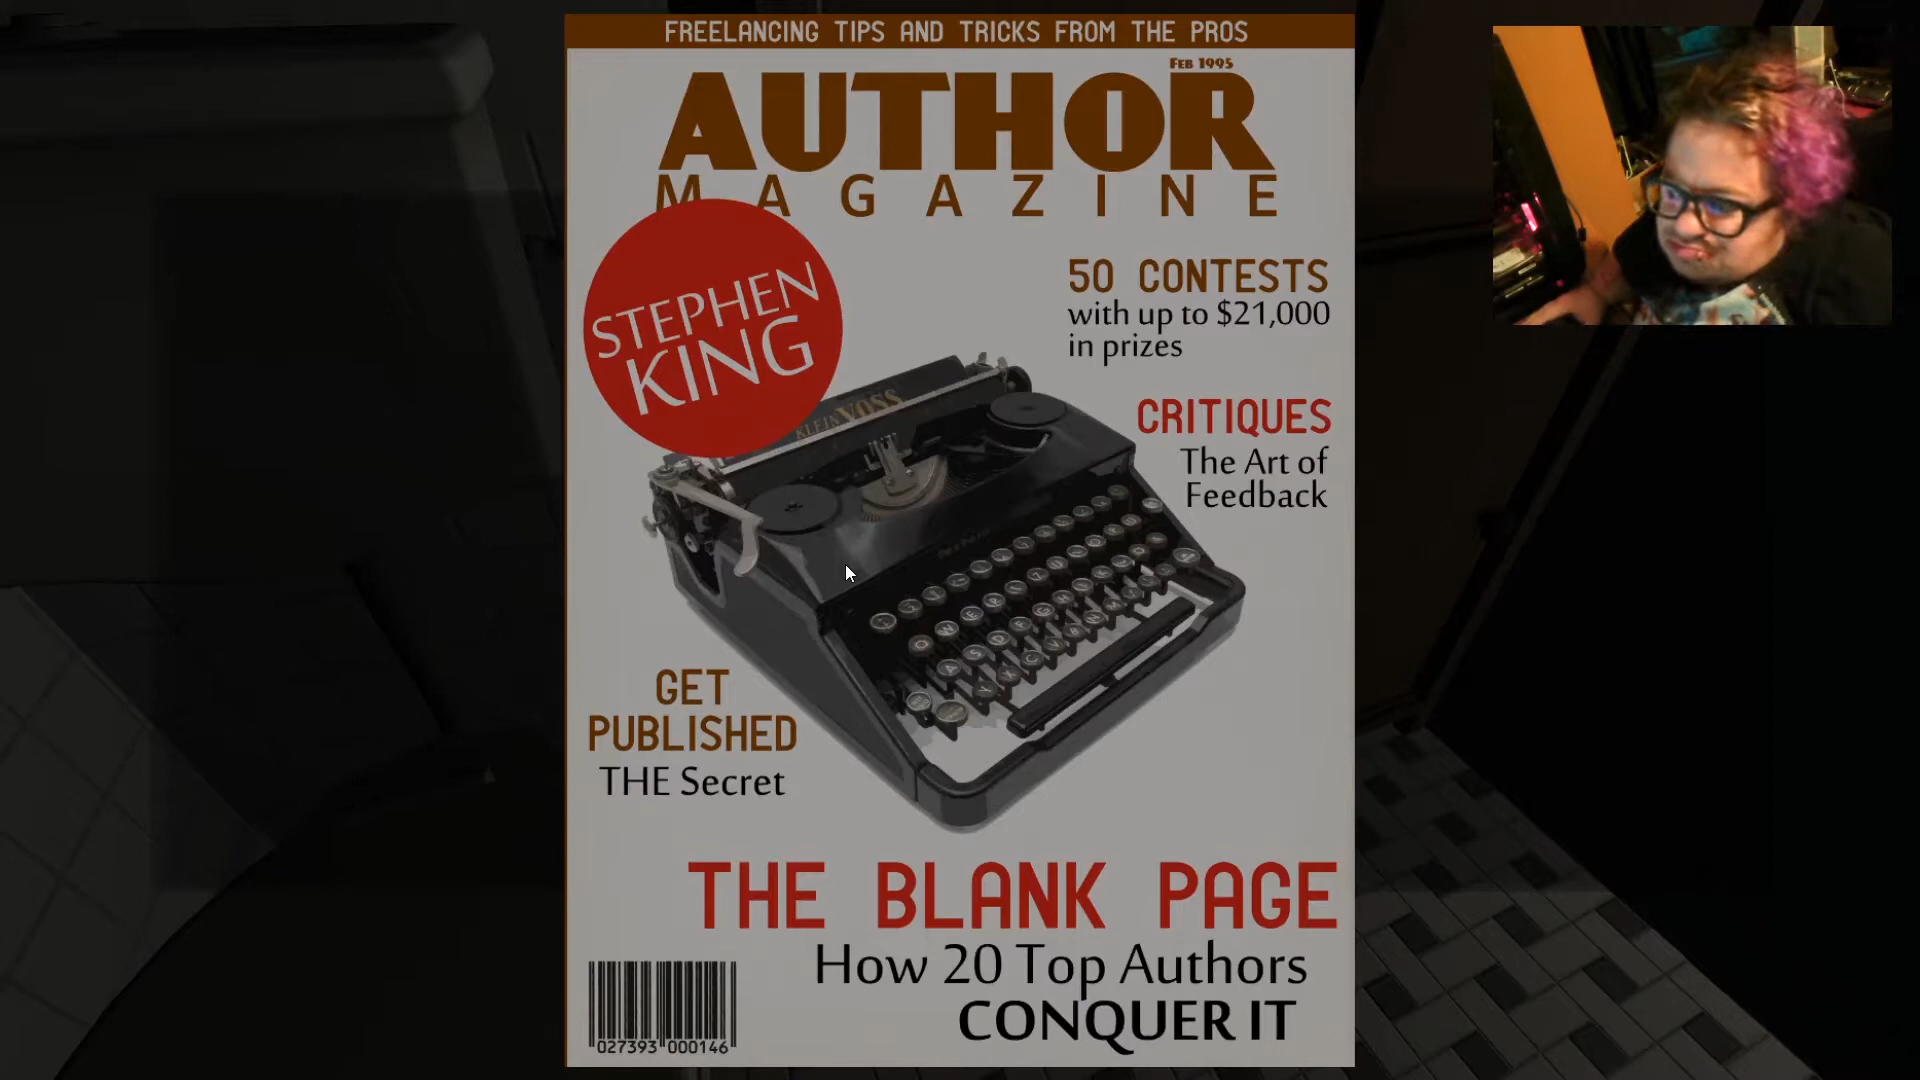 FREELANCING TIPS AND TRICKS FROM THE PROS
FEB 1995
AUTHOR
MAGAZINE
STEPHEN
KING
50 CONTESTS
with up to $21,000
in prizes
KLEIN VOSS
CRITIQUES
The Art of
Feedback
GET
PUBLISHED
THE Secret
THE BLANK PAGE
How 20 Top Authors
CONQUER IT
027393 000146